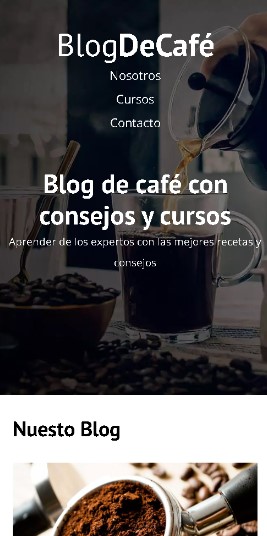 BlogDeCafé
Nosotros
Cursos
Contacto
Blog de café con
consejos y cursos
Aprender de los expertos con las mejores recetas y
consejos
Nuesto Blog